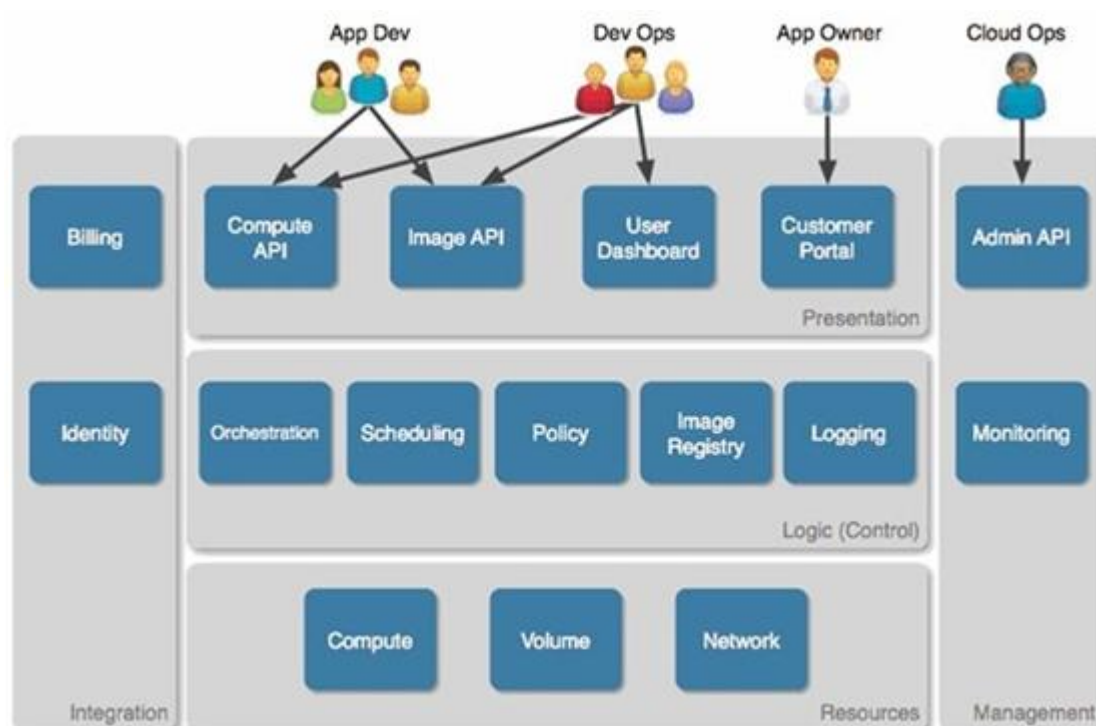 App Dev
Dev Ops
App Owner
Cloud Ops
Billing
Compute
API
Image API
User
Dashboard
Customer
Portal
Admin API
Presentation
Identity
Orchestration
Scheduling
Policy
Image
Registry
Logging
Monitoring
Logic (Control)
Compute
Volume
Network
Integration
Resources
Management